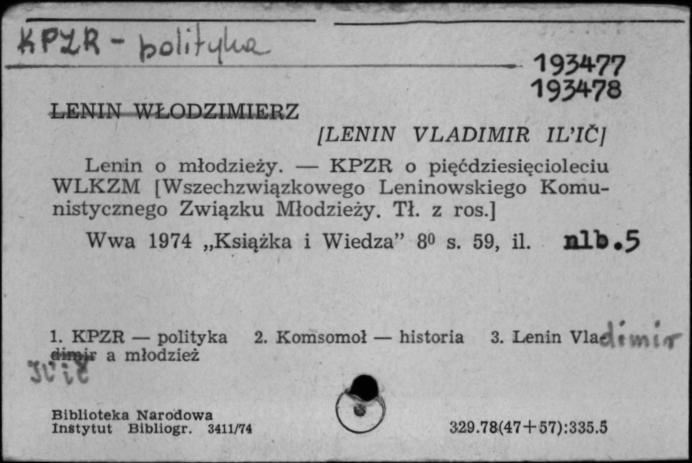 KPZR - polityka
193477
193478
LENIN WŁODZIMIERZ
[LENIN VLADIMIR IL'IČ]
Lenin o młodzieży. — KPZR o pięćdziesięcioleciu
WLKZM [Wszechzwiązkowego Leninowskiego Komu-
nistycznego Związku Młodzieży. Tł. z ros.]
Wwa 1974 „Książka i Wiedza” 8⁰ s. 59, il. nlb.5
1. KPZR — polityka 2. Komsomoł — historia 3. Lenin Vladimir
dimir a młodzież
Il'ič
Biblioteka Narodowa
Instytut Bibliogr. 3411/74
329.78(47+57):335.5